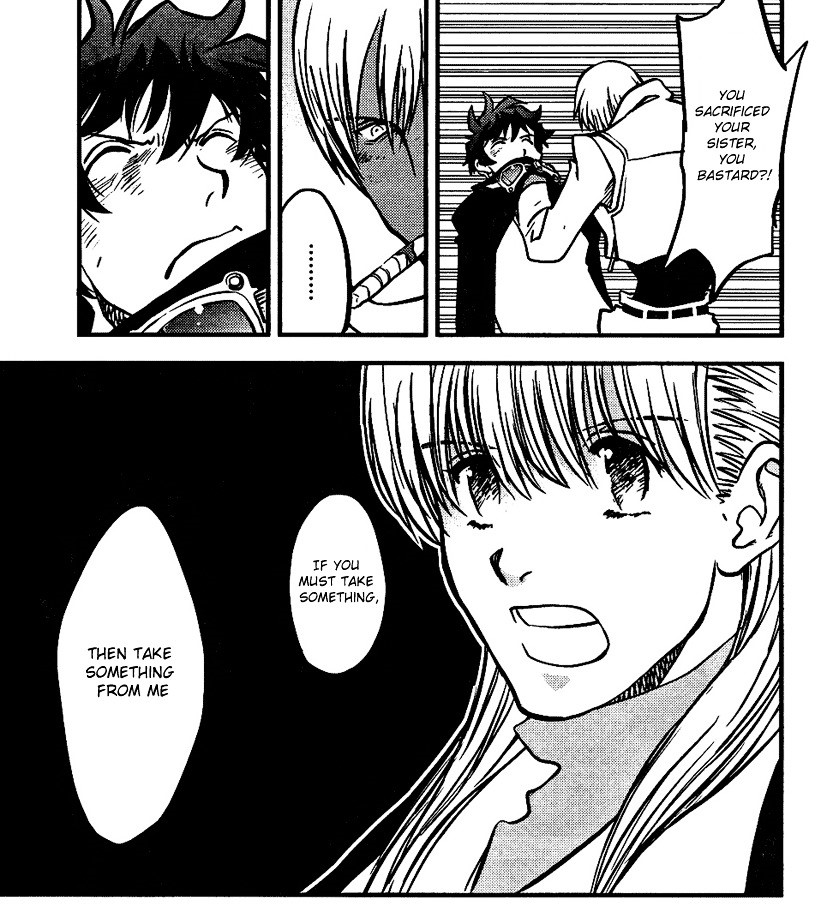 YOU
SACRIFICED
YOUR
SISTER,
YOU
BASTARD?!
.........
IF YOU
MUST TAKE
SOMETHING,
THEN TAKE
SOMETHING
FROM ME